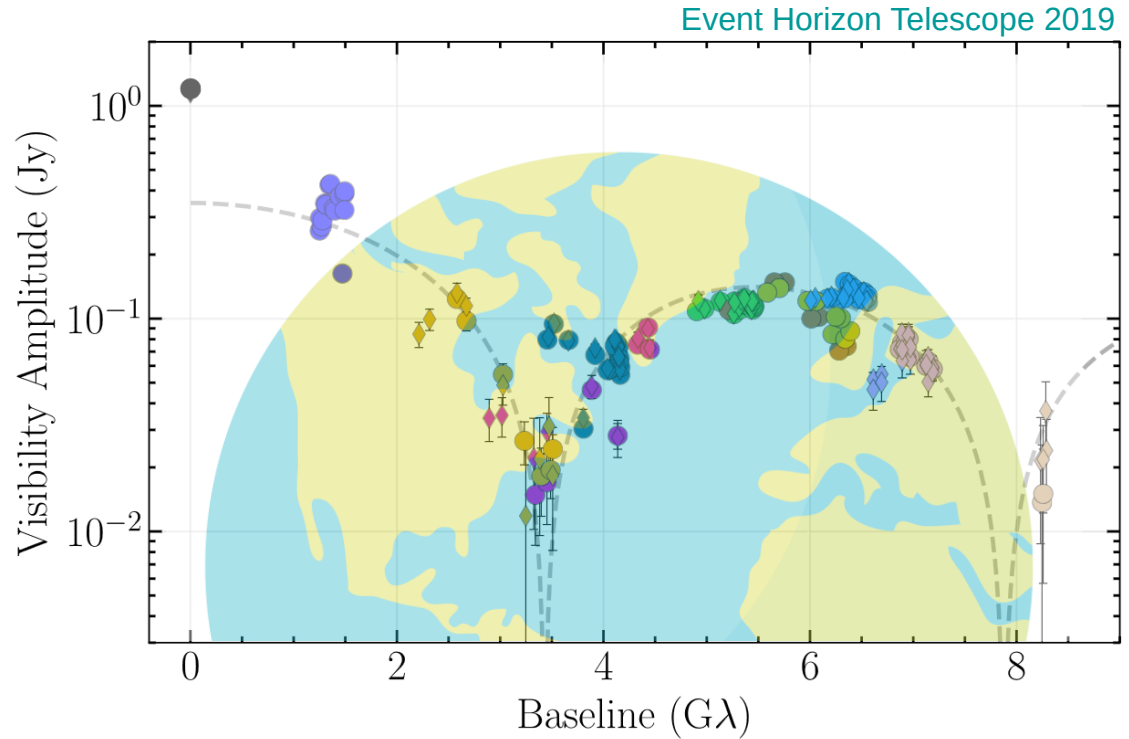 Event Horizon Telescope 2019
10⁰
10⁻¹
10⁻²
Visibility Amplitude (Jy)
0 2 4 6 8
Baseline (Gλ)